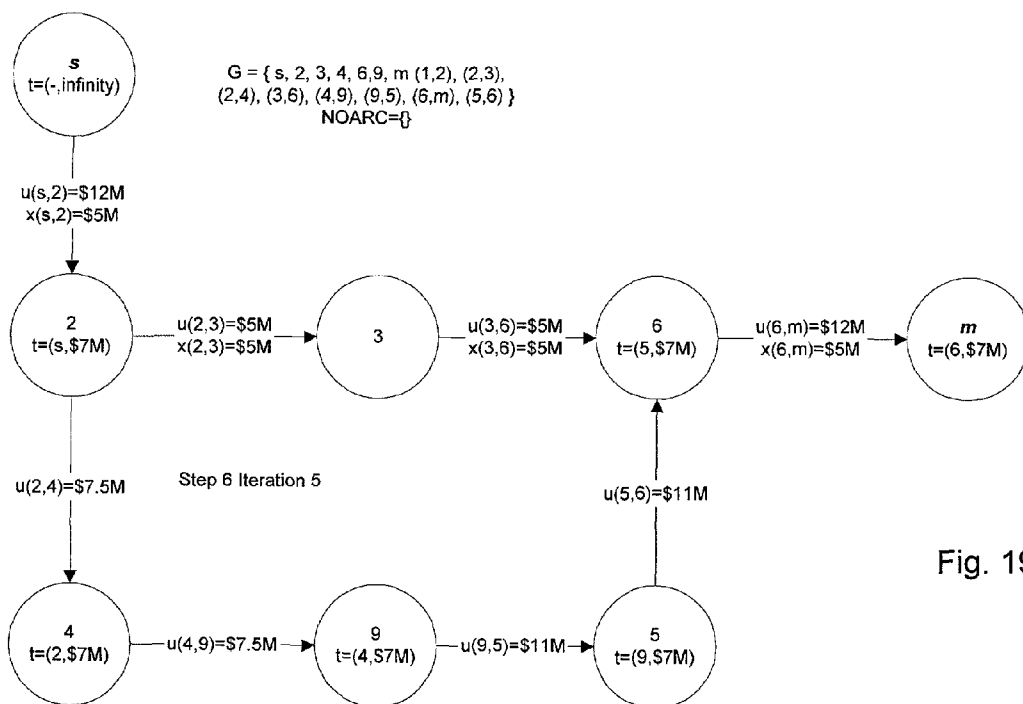 s
t=(-,infinity)
G = { s, 2, 3, 4, 6,9, m (1,2), (2,3),
(2,4), (3,6), (4,9), (9,5), (6,m), (5,6) }
NOARC={}
u(s,2)=$12M
x(s,2)=$5M
2
t=(s,$7M)
u(2,3)=$5M
x(2,3)=$5M
3
u(3,6)=$5M
x(3,6)=$5M
6
t=(5,$7M)
u(6,m)=$12M
x(6,m)=$5M
m
t=(6,$7M)
u(2,4)=$7.5M
Step 6 Iteration 5
u(5,6)=$11M
Fig. 19
4
t=(2,$7M)
u(4,9)=$7.5M
9
t=(4,$7M)
u(9,5)=$11M
5
t=(9,$7M)